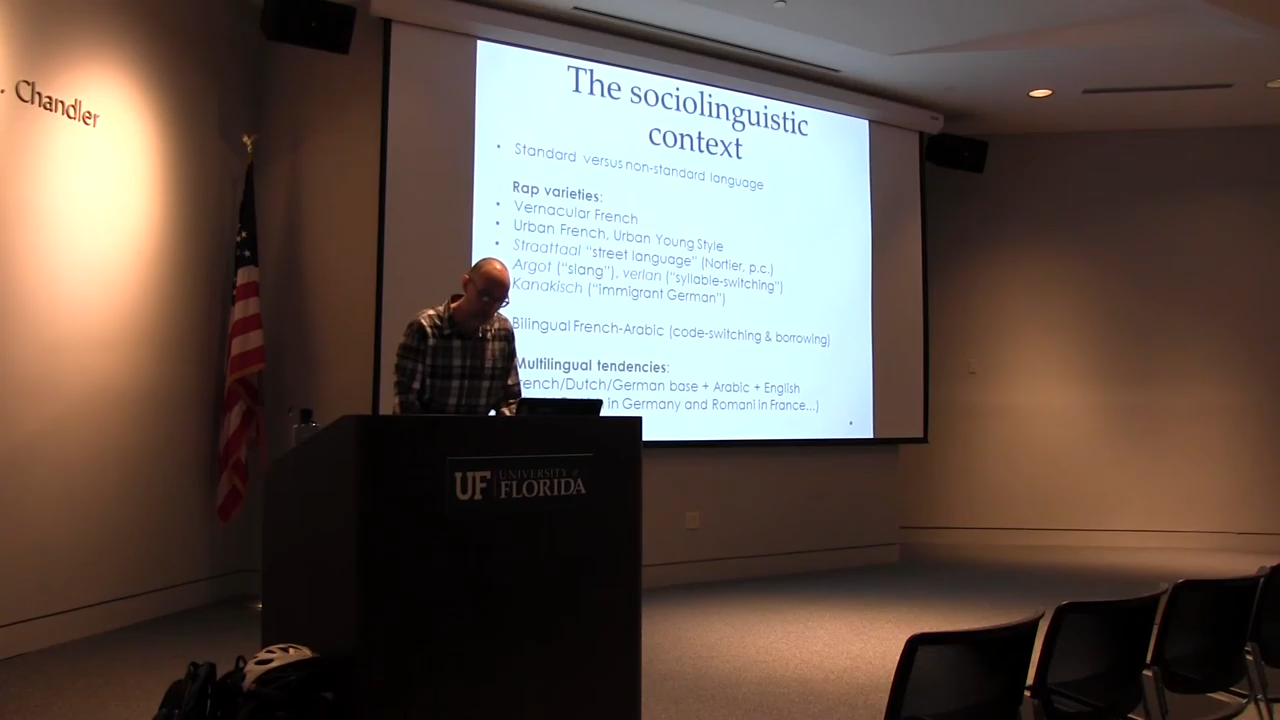 . Chandler
The sociolinguistic
context
• Standard versus non-standard language
Rap varieties:
• Vernacular French
• Urban French, Urban Young Style
• Straattaal "street language" (Nortier, p.c.)
Argot ("slang"), verlan ("syllable-switching")
Kanakisch ("immigrant German")
Bilingual French-Arabic (code-switching & borrowing)
Multilingual tendencies:
French/Dutch/German base + Arabic + English
in Germany and Romani in France...)
UF UNIVERSITY of
FLORIDA